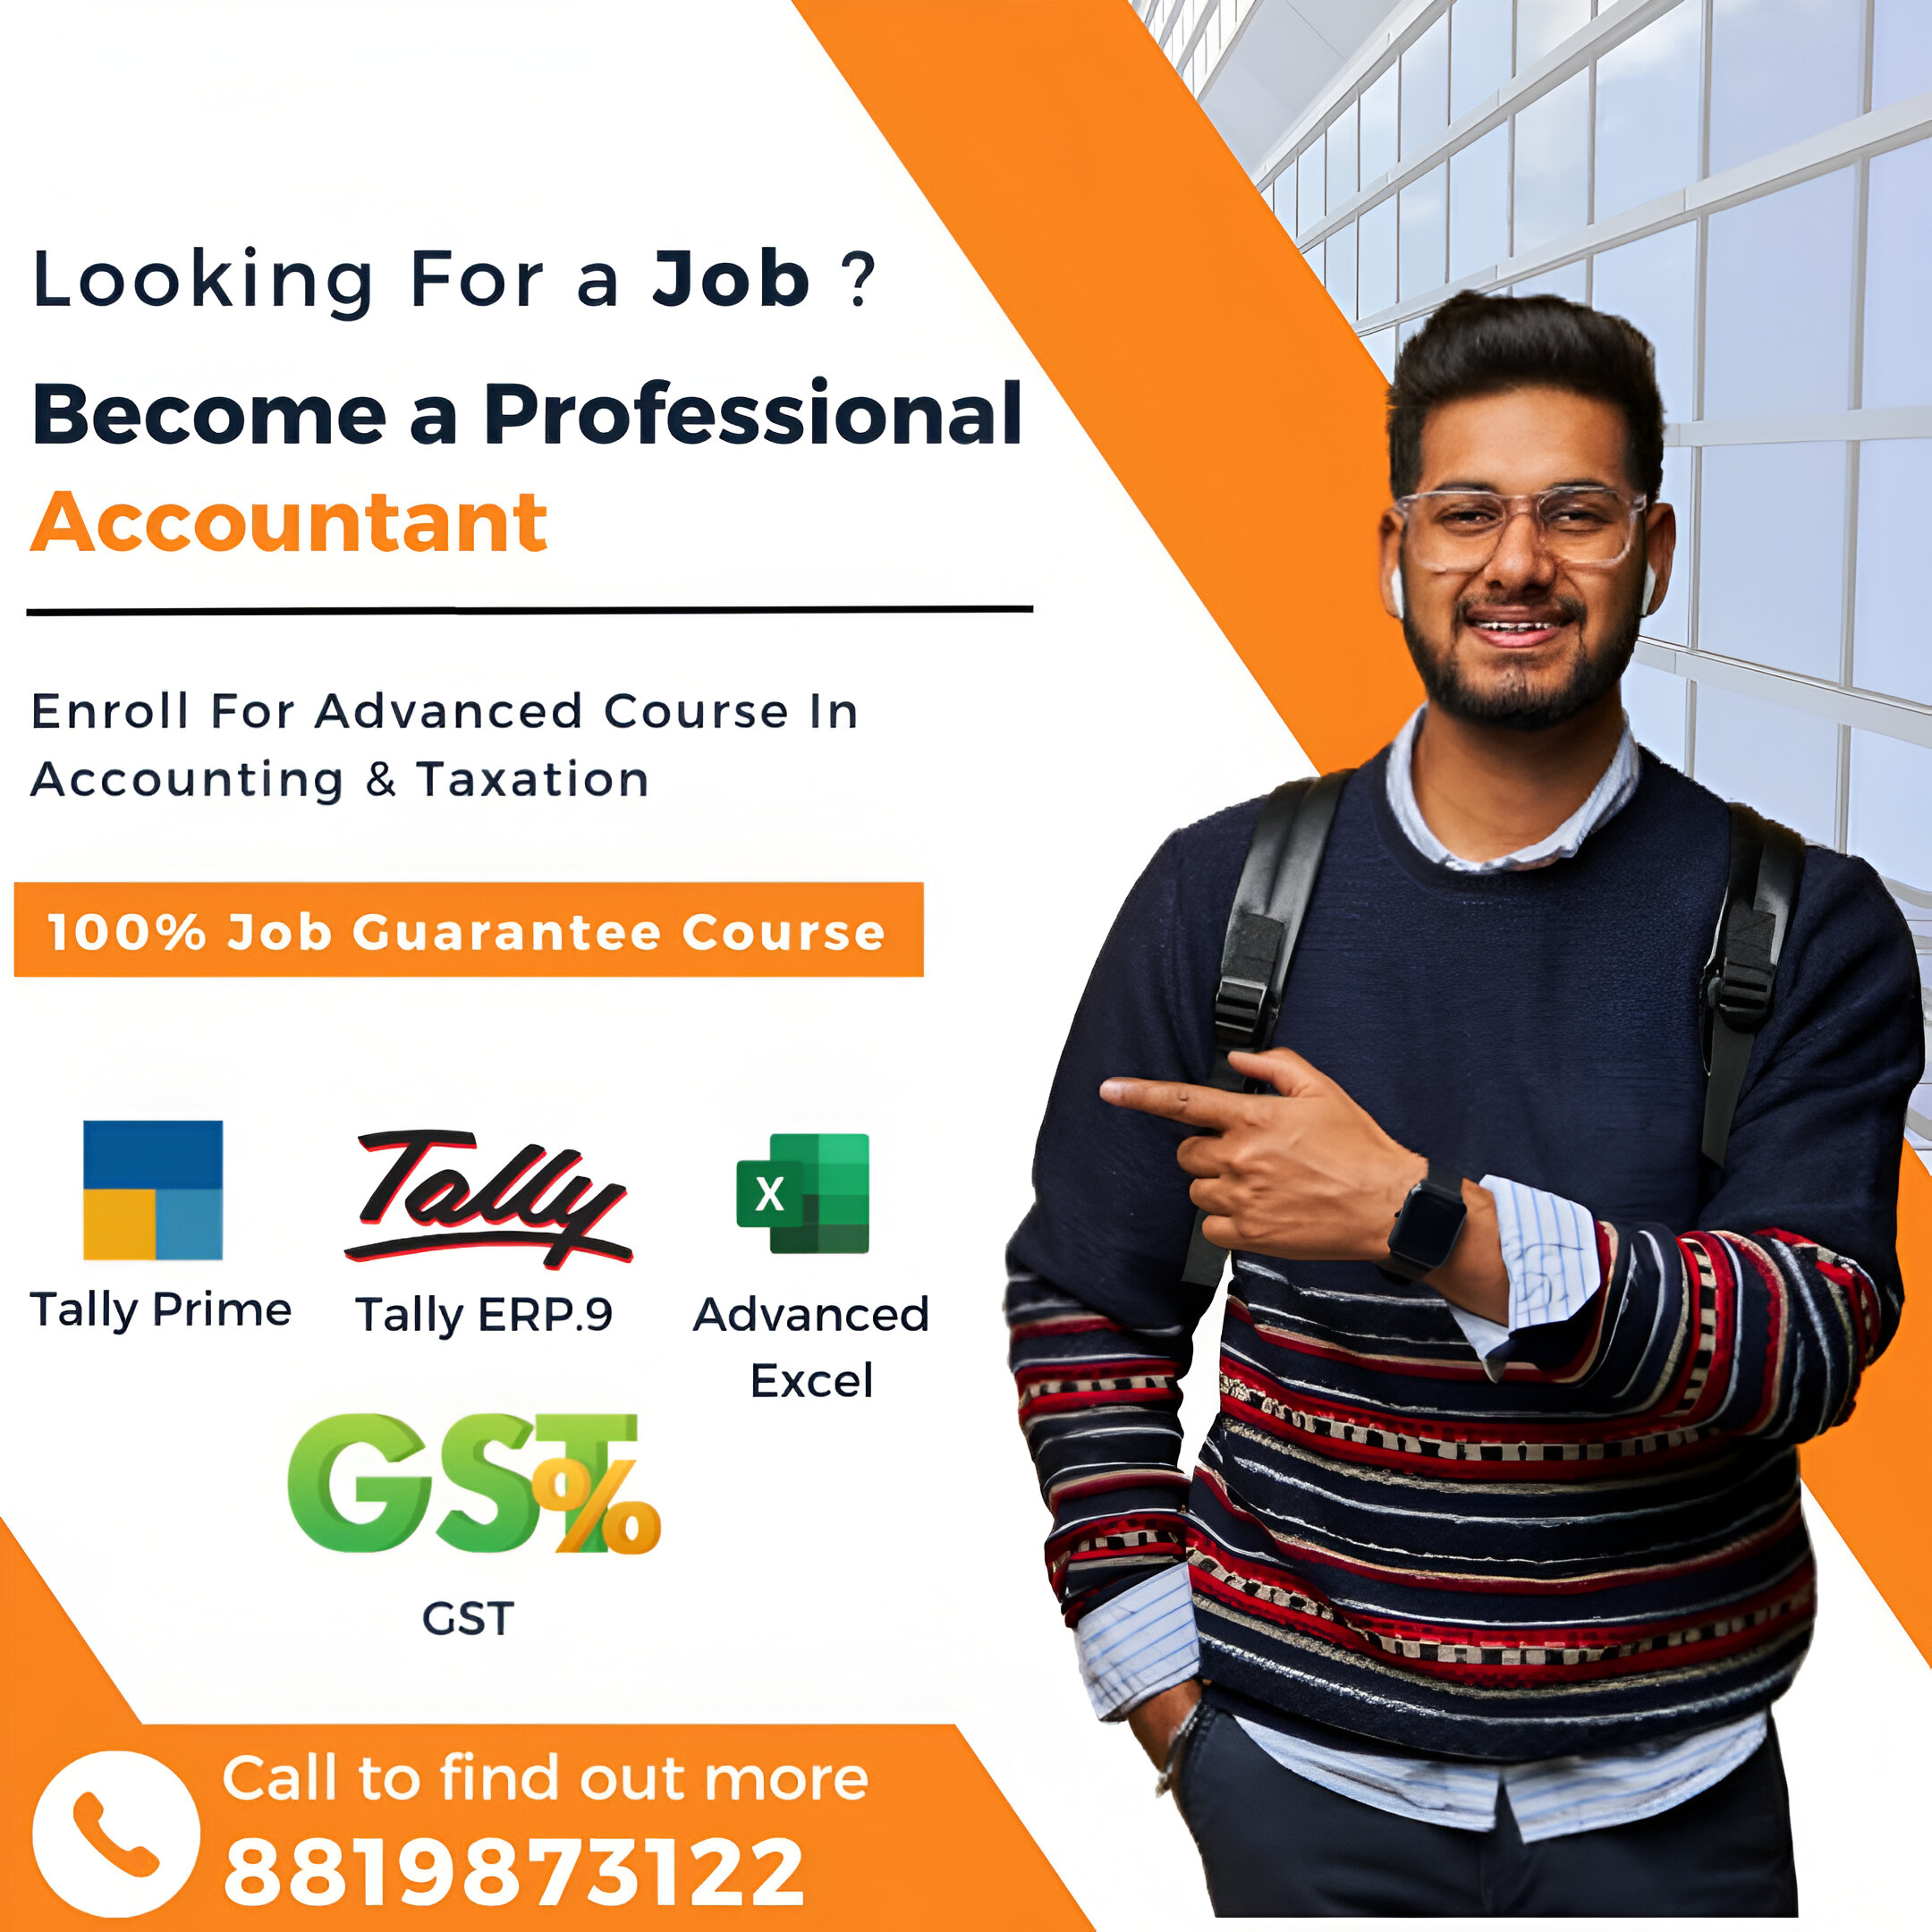 Looking For a Job ?
Become a Professional
Accountant
Enroll For Advanced Course In
Accounting & Taxation
100% Job Guarantee Course
Tally
X
Tally Prime
Tally ERP.9
Advanced
Excel
GST%
GST
Call to find out more
8819873122